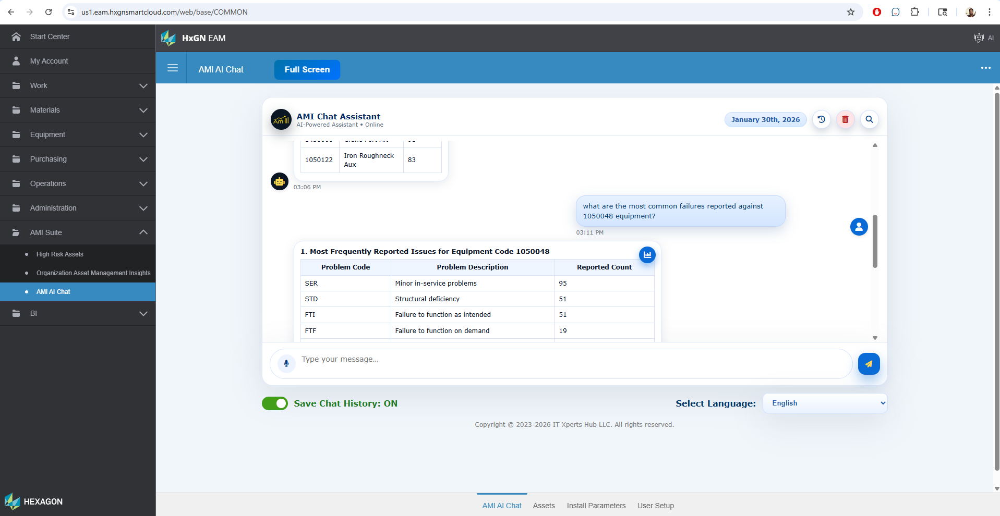 us1.eam.hxgnsmartcloud.com/web/base/COMMON
Start Center
My Account
Work
Materials
Equipment
Purchasing
Operations
Administration
AMI Suite
High Risk Assets
Organization Asset Management Insights
AMI AI Chat
BI
HEXAGON
HxGN EAM
AI
AMI AI Chat
Full Screen
AMI Chat Assistant
AI-Powered Assistant • Online
January 30th, 2026
1050122 Iron Roughneck Aux 83
03:06 PM
what are the most common failures reported against
1050048 equipment?
03:11 PM
1. Most Frequently Reported Issues for Equipment Code 1050048
Problem Code Problem Description Reported Count
SER Minor in-service problems 95
STD Structural deficiency 51
FTI Failure to function as intended 51
FTF Failure to function on demand 19
Type your message...
Save Chat History: ON
Select Language: English
Copyright © 2023-2026 IT Xperts Hub LLC. All rights reserved.
AMI AI Chat Assets Install Parameters User Setup